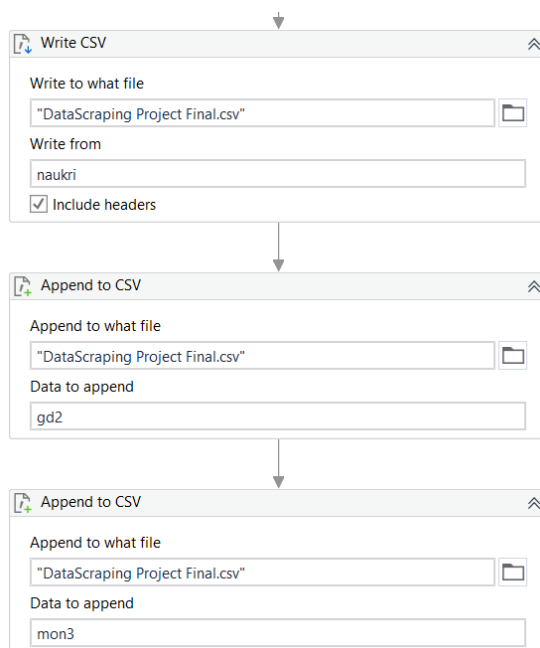 Write CSV
Write to what file
"DataScraping Project Final.csv"
Write from
naukri
Include headers
Append to CSV
Append to what file
"DataScraping Project Final.csv"
Data to append
gd2
Append to CSV
Append to what file
"DataScraping Project Final.csv"
Data to append
mon3